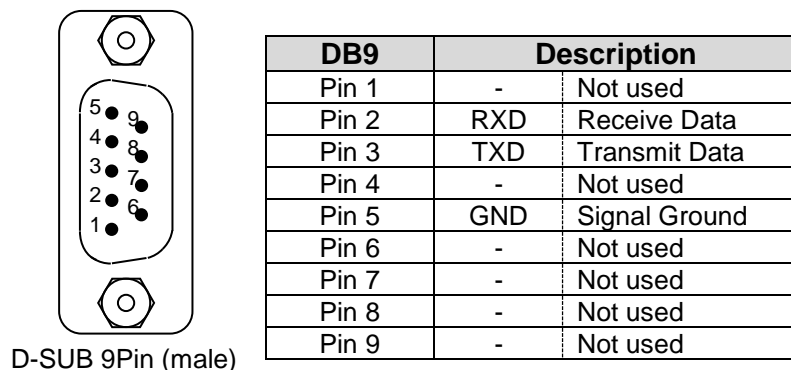 5
9
4
8
3
7
2
6
1
D-SUB 9Pin (male)
DB9 Description
Pin 1 - Not used
Pin 2 RXD Receive Data
Pin 3 TXD Transmit Data
Pin 4 - Not used
Pin 5 GND Signal Ground
Pin 6 - Not used
Pin 7 - Not used
Pin 8 - Not used
Pin 9 - Not used